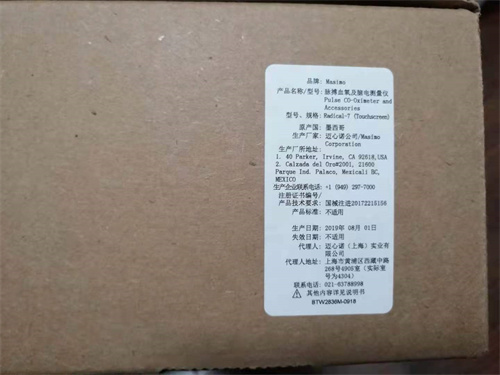 品牌: Masimo
产品名称/型号: 脉搏血氧及脑电测量仪
Pulse CO-Oximeter and
Accessories
型号、规格: Radical-7 (Touchscreen)
原产国: 墨西哥
生产厂家: 迈心诺公司/Masimo
Corporation
生产厂所地址:
1. 40 Parker, Irvine, CA 92618,USA
2. Calzada del Oro#2001, 21600
Parque Ind. Palaco, Mexicali BC,
MEXICO
生产企业联系电话: +1 (949) 297-7000
注册证书编号/
产品技术要求: 国械注进20172215156
产品标准: 不适用
生产日期: 2019年 08月 01日
失效日期: 不适用
代理人: 迈心诺（上海）实业有
限公司
代理人地址: 上海市黄浦区西藏中路
268号4908室（实际室
号为4304）
联系电话: 021-63788998
其他内容详见说明书
BTW2836M-0918